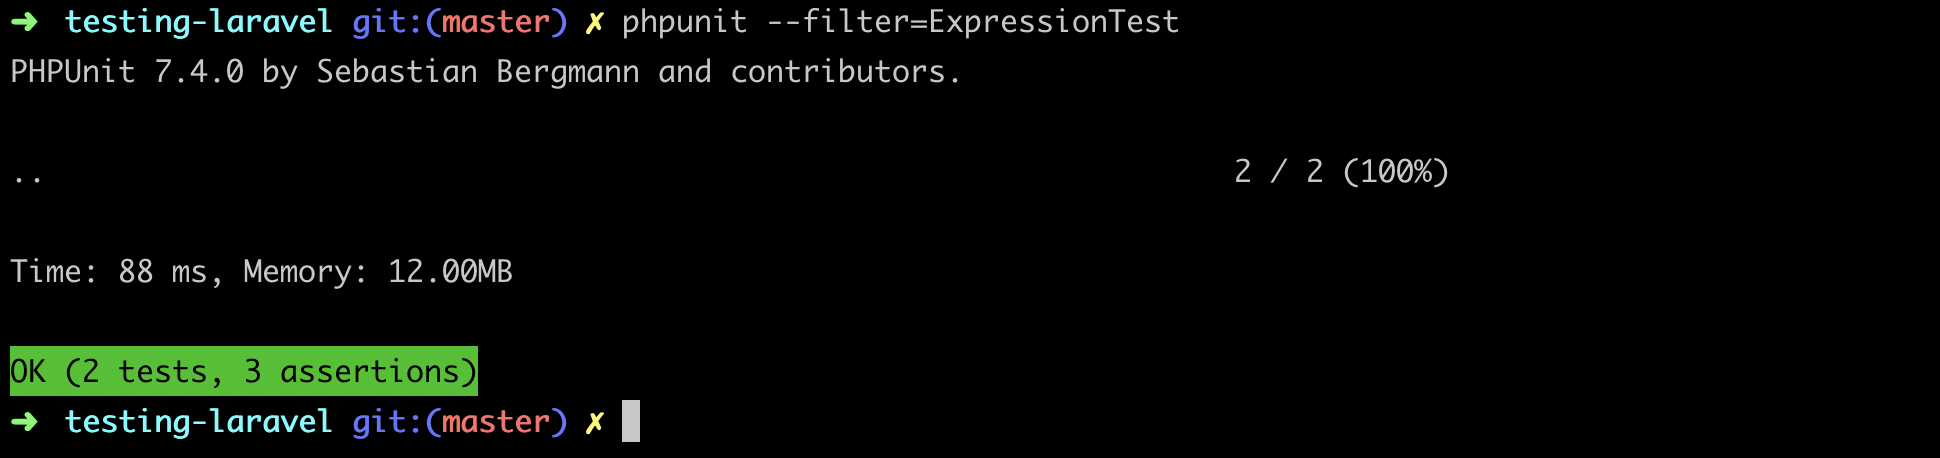 ➜ testing-laravel git:(master) ✗ phpunit --filter=ExpressionTest
PHPUnit 7.4.0 by Sebastian Bergmann and contributors.
.. 2 / 2 (100%)
Time: 88 ms, Memory: 12.00MB
OK (2 tests, 3 assertions)
➜ testing-laravel git:(master) ✗